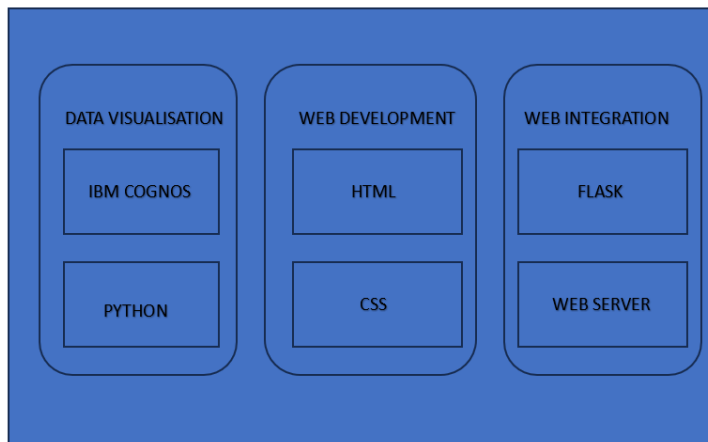 DATA VISUALISATION
IBM COGNOS
PYTHON
WEB DEVELOPMENT
HTML
CSS
WEB INTEGRATION
FLASK
WEB SERVER